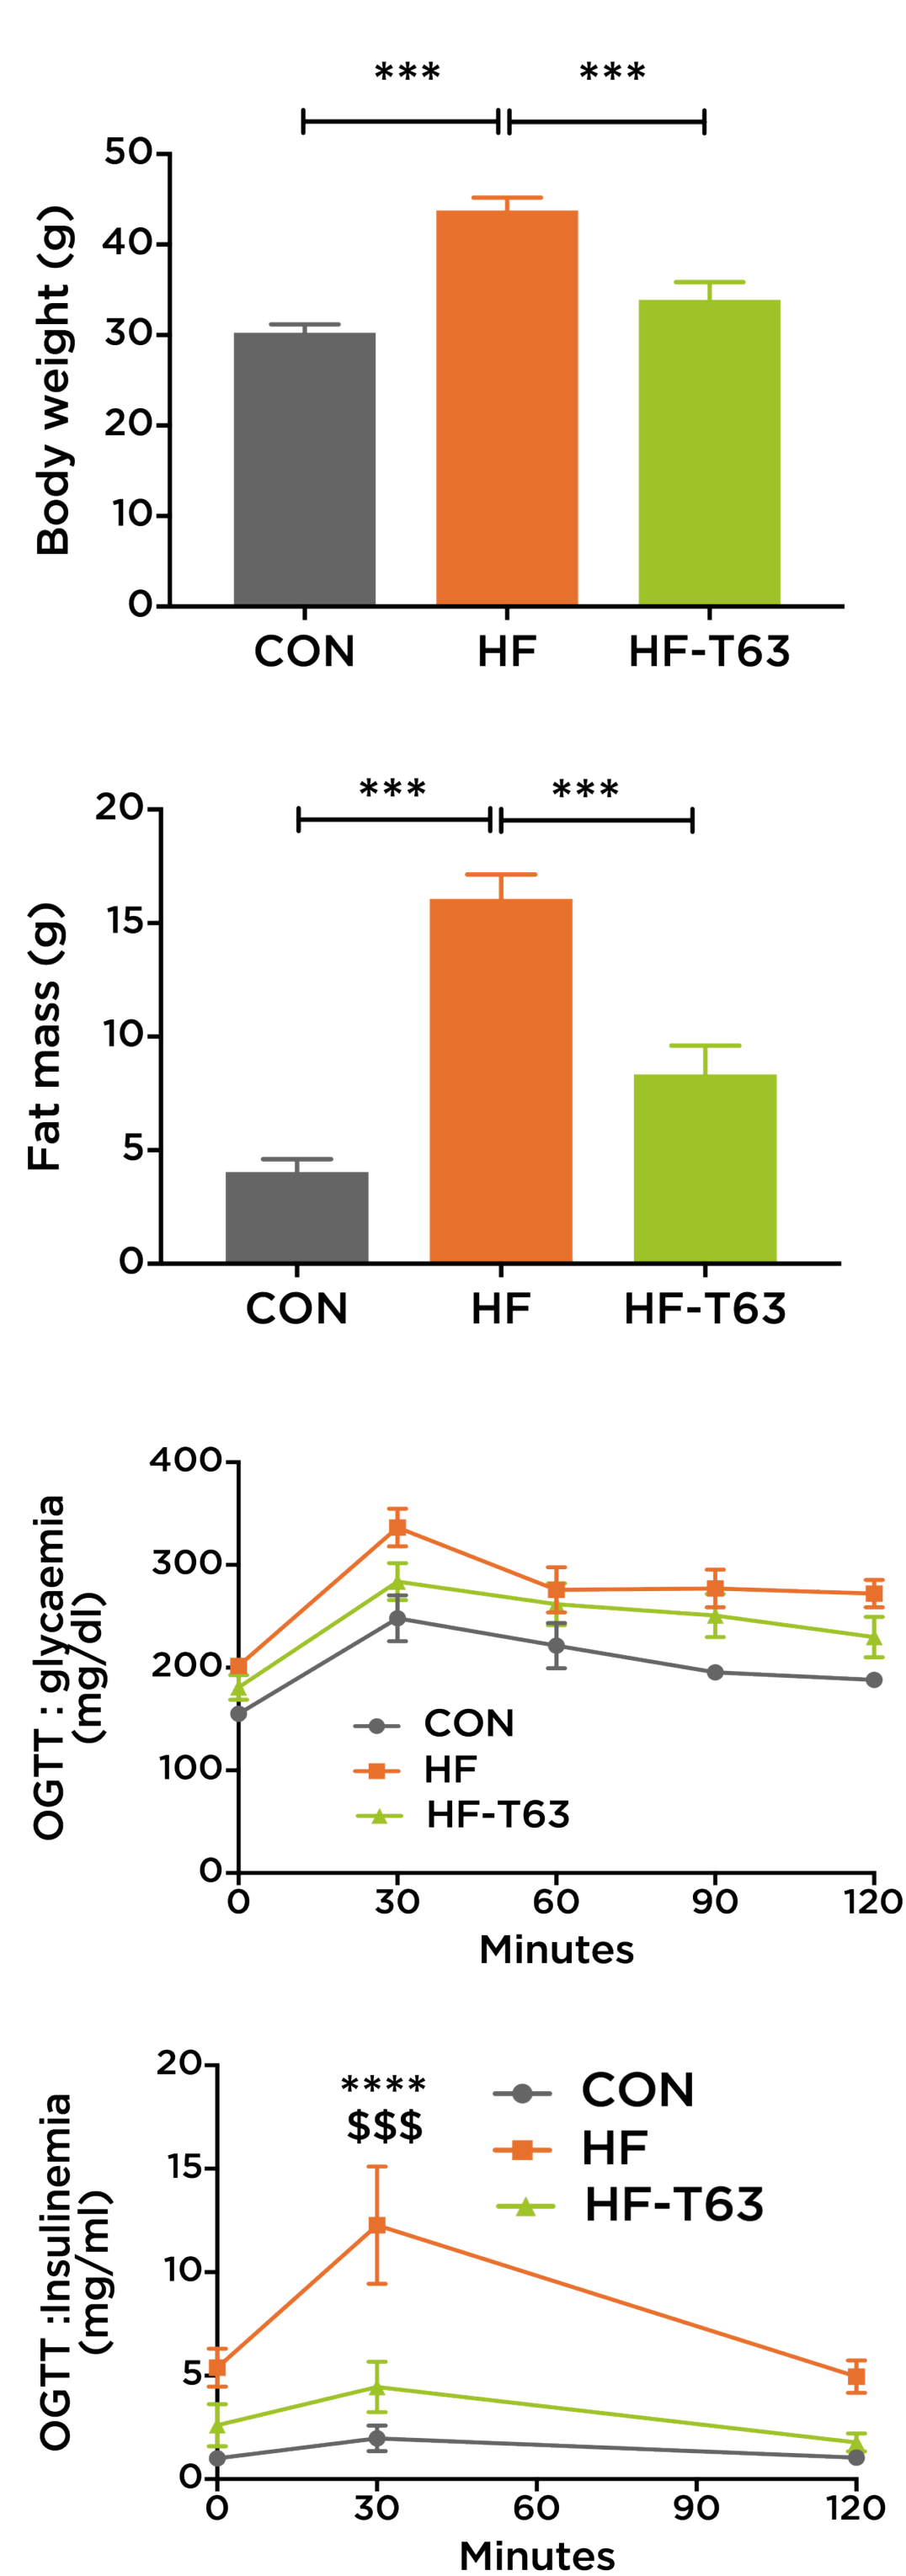 *** ***
Body weight (g)
50
40
30
20
10
0
CON HF HF-T63
*** ***
Fat mass (g)
20
15
10
5
0
CON HF HF-T63
OGTT : glycaemia
(mg/dl)
400
300
200
100
0
CON
HF
HF-T63
0 30 60 90 120
Minutes
OGTT :Insulinemia
(mg/ml)
20
15
10
5
0
****
$$$
CON
HF
HF-T63
0 30 60 90 120
Minutes